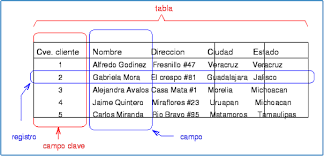 tabla
Cve. cliente Nombre Direccion Ciudad Estado
1 Alfredo Godinez Fresnillo #47 Veracruz Veracruz
2 Gabriela Mora El crespo #81 Guadalajara Jalisco
3 Alejandra Avalos Casa Mata #1 Morelia Michoacan
4 Jaime Quintero Miraflores #23 Uruapan Michoacan
5 Carlos Miranda Rio Bravo #95 Matamoros Tamaulipas
registro
campo
campo clave